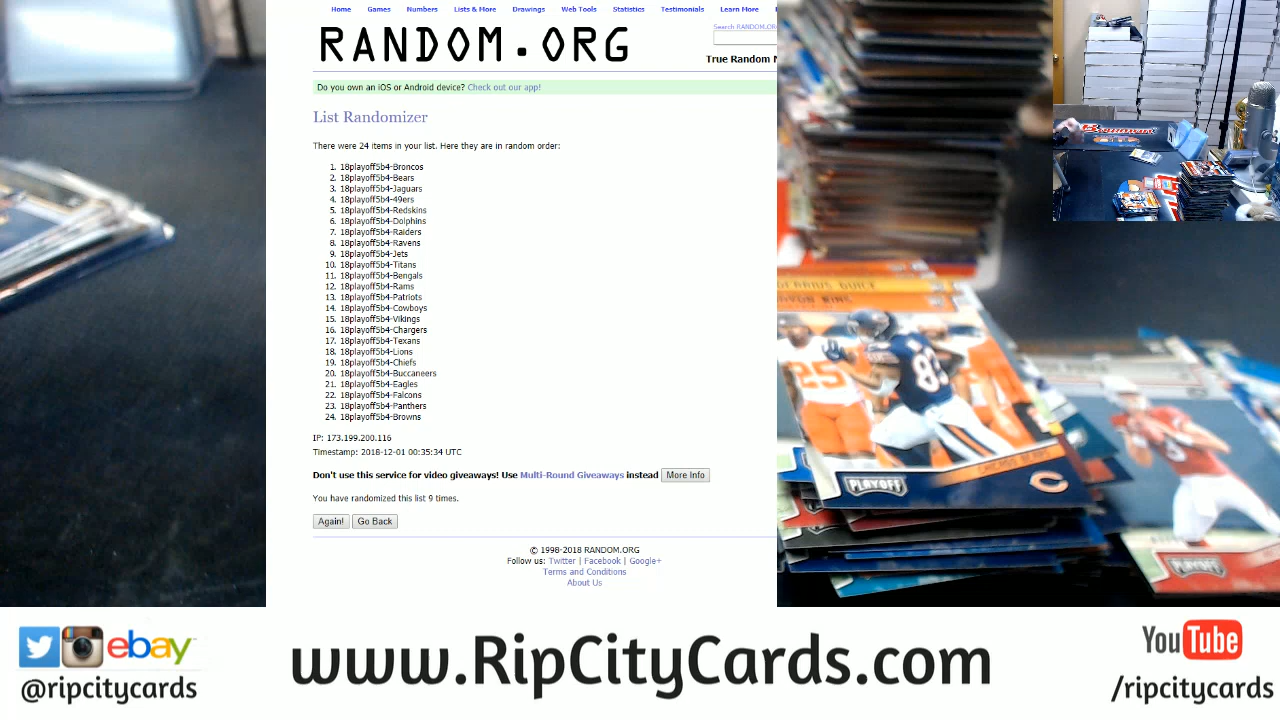 Home Games Numbers Lists & More Drawings Web Tools Statistics Testimonials Learn More
RANDOM.ORG
Search RANDOM.OR
True Random N
Do you own an iOS or Android device? Check out our app!
List Randomizer
There were 24 items in your list. Here they are in random order:
1. 18playoff5b4-Broncos
2. 18playoff5b4-Bears
3. 18playoff5b4-Jaguars
4. 18playoff5b4-49ers
5. 18playoff5b4-Redskins
6. 18playoff5b4-Dolphins
7. 18playoff5b4-Raiders
8. 18playoff5b4-Ravens
9. 18playoff5b4-Jets
10. 18playoff5b4-Titans
11. 18playoff5b4-Bengals
12. 18playoff5b4-Rams
13. 18playoff5b4-Patriots
14. 18playoff5b4-Cowboys
15. 18playoff5b4-Vikings
16. 18playoff5b4-Chargers
17. 18playoff5b4-Texans
18. 18playoff5b4-Lions
19. 18playoff5b4-Chiefs
20. 18playoff5b4-Buccaneers
21. 18playoff5b4-Eagles
22. 18playoff5b4-Falcons
23. 18playoff5b4-Panthers
24. 18playoff5b4-Browns
IP: 173.199.200.116
Timestamp: 2018-12-01 00:35:34 UTC
Don't use this service for video giveaways! Use Multi-Round Giveaways instead More Info
You have randomized this list 9 times.
Again! Go Back
© 1998-2018 RANDOM.ORG
Follow us: Twitter | Facebook | Google+
Terms and Conditions
About Us
Bowman
GUICE
25
83
CHICAGO BEARS
PLAYOFF
PLAYOFF
ebay
@ripcitycards
www.RipCityCards.com
YouTube
/ripcitycards